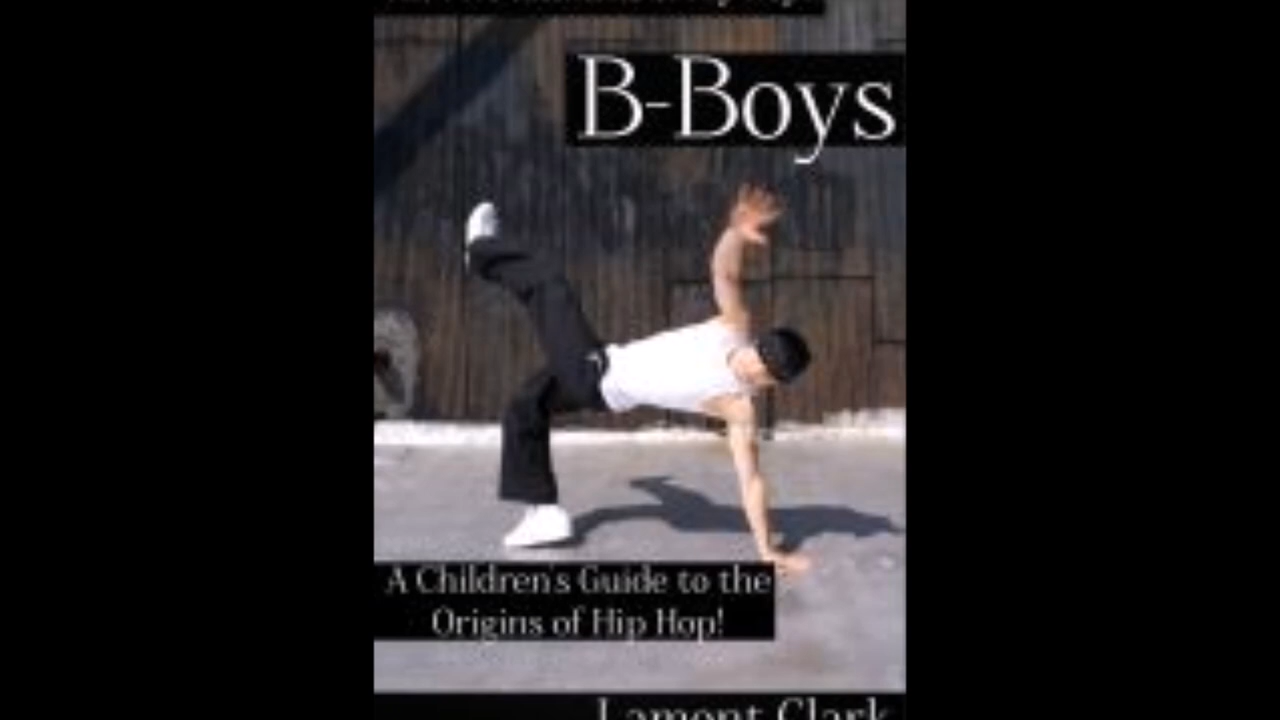 B-Boys
A Children's Guide to the
Origins of Hip Hop!
Lamont Clark